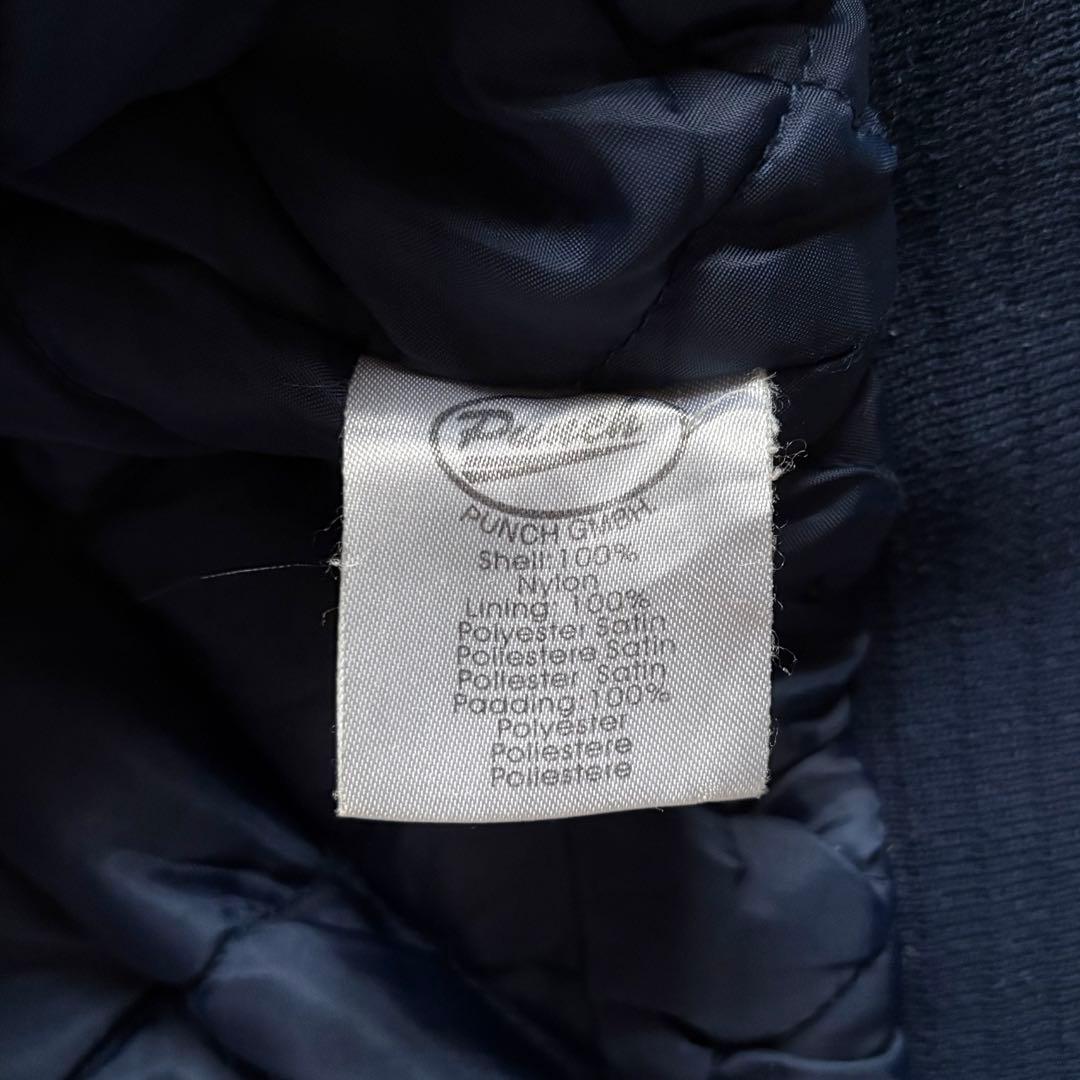 Punch
PUNCH GMBH
Shell:100%
Nylon
Lining: 100%
Polyester Satin
Poliestere Satin
Poliester Satin
Padding:100%
Polyester
Poliestere
Poliestere